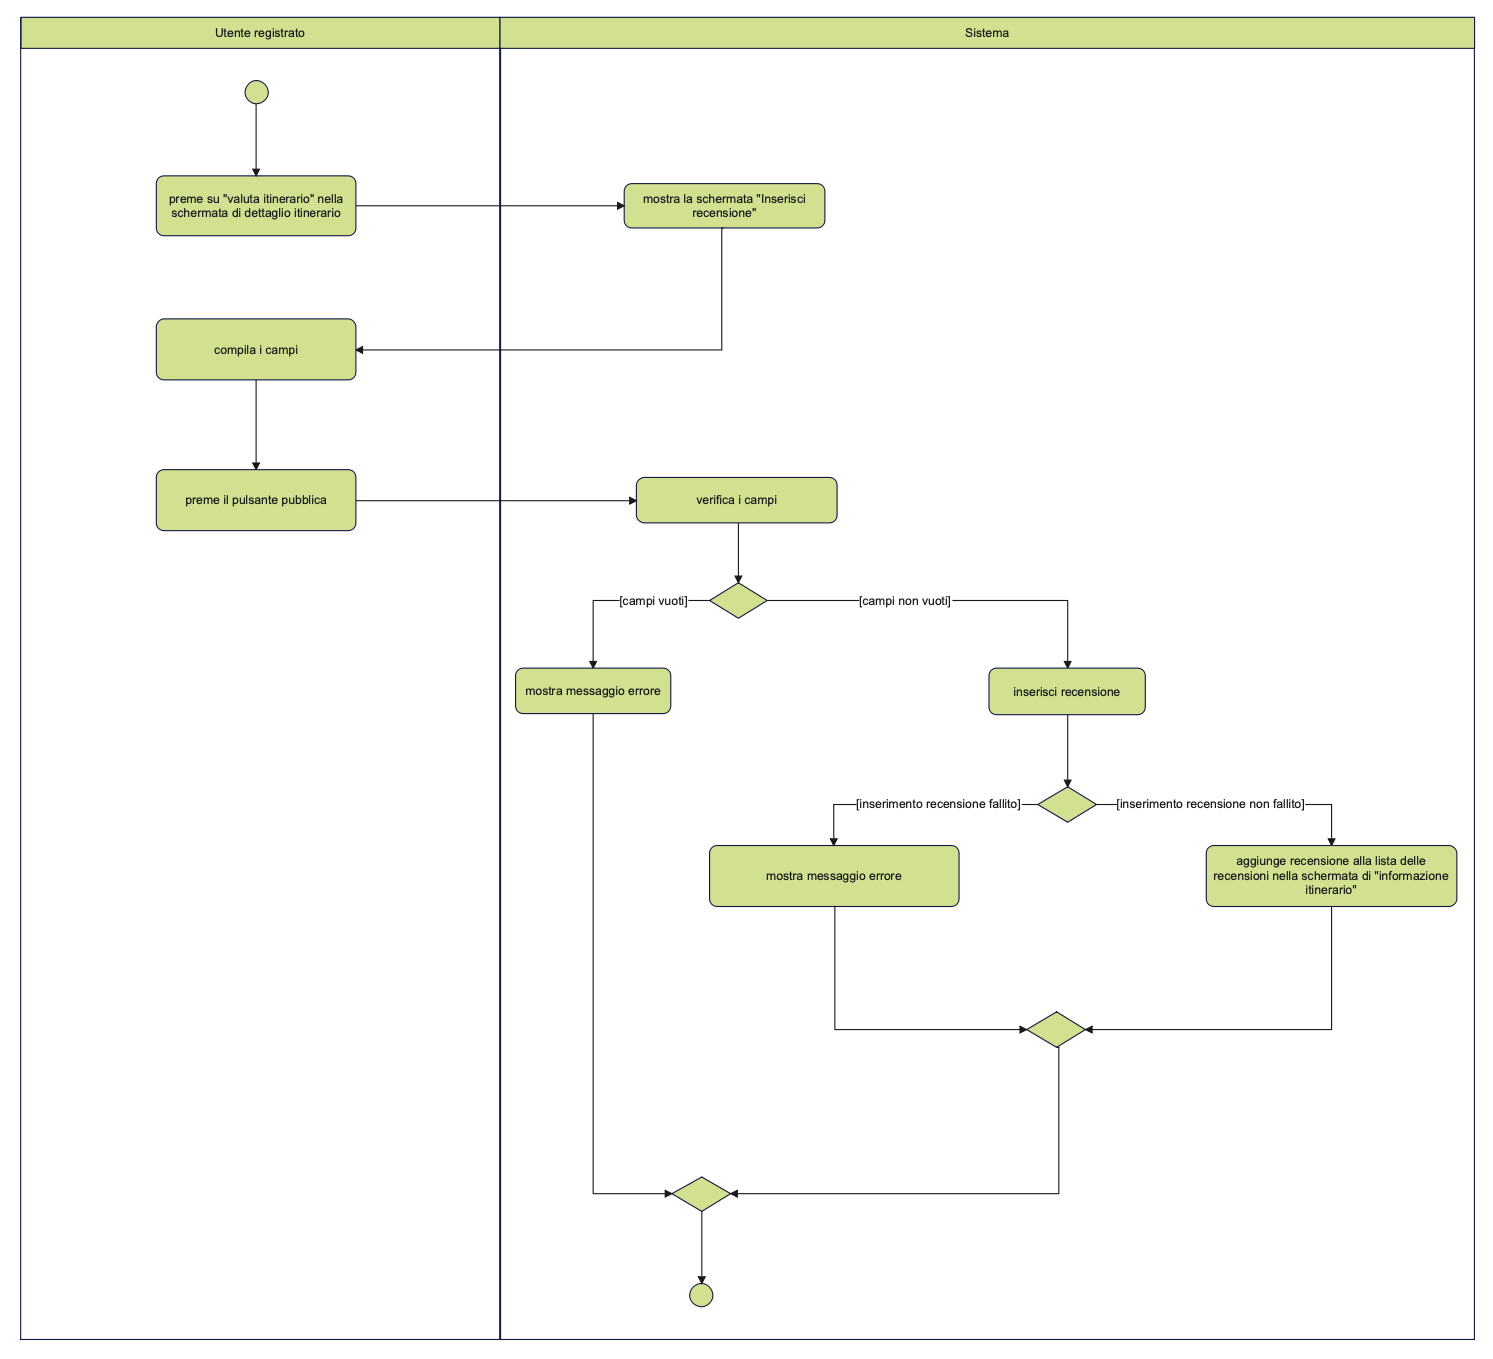 Utente registrato
Sistema
preme su "valuta itinerario" nella
schermata di dettaglio itinerario
mostra la schermata "Inserisci
recensione"
compila i campi
preme il pulsante pubblica
verifica i campi
[campi vuoti]
[campi non vuoti]
mostra messaggio errore
inserisci recensione
[inserimento recensione fallito]
[inserimento recensione non fallito]
mostra messaggio errore
aggiunge recensione alla lista delle
recensioni nella schermata di "informazione
itinerario"